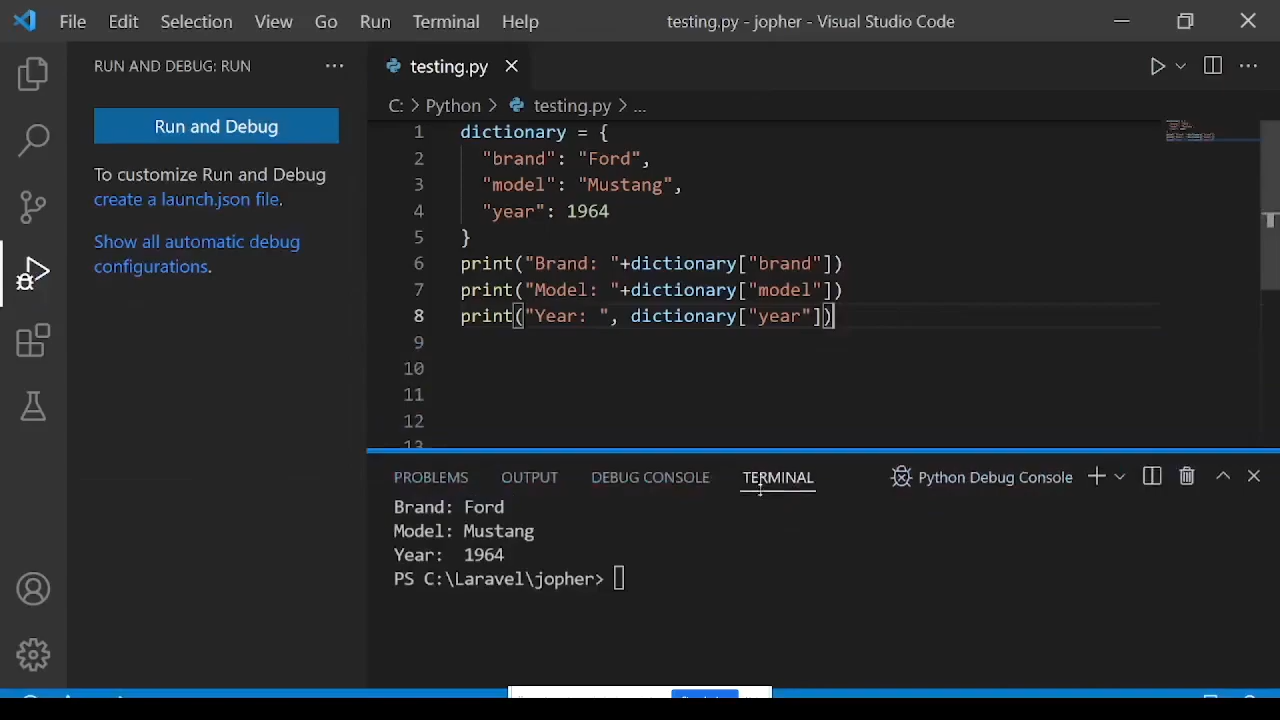 File Edit Selection View Go Run Terminal Help testing.py - jopher - Visual Studio Code
RUN AND DEBUG: RUN
Run and Debug
To customize Run and Debug
create a launch.json file.
Show all automatic debug
configurations.
testing.py
C: > Python > testing.py > ...
1 dictionary = {
2 "brand": "Ford",
3 "model": "Mustang",
4 "year": 1964
5 }
6 print("Brand: "+dictionary["brand"])
7 print("Model: "+dictionary["model"])
8 print("Year: ", dictionary["year"])
9
10
11
12
13
PROBLEMS OUTPUT DEBUG CONSOLE TERMINAL Python Debug Console
Brand: Ford
Model: Mustang
Year:  1964
PS C:\Laravel\jopher>